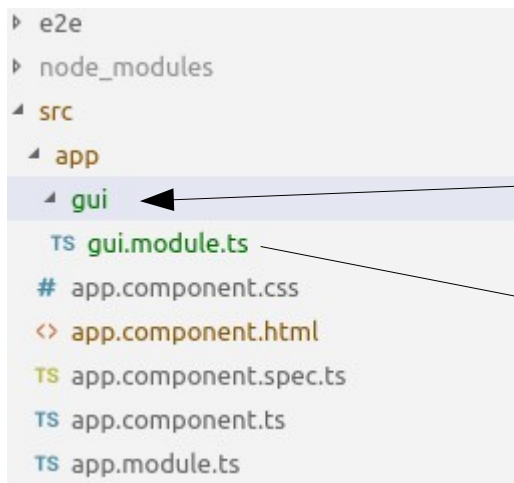 e2e
node_modules
src
app
gui
TS gui.module.ts
# app.component.css
<> app.component.html
TS app.component.spec.ts
TS app.component.ts
TS app.module.ts